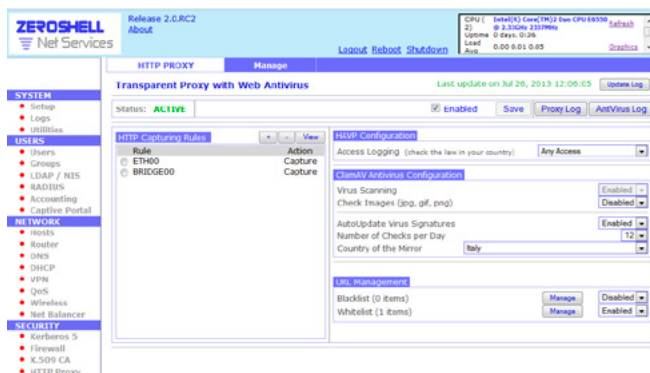 ZEROSHELL
Net Services
Release 2.0.RC2
About
CPU ( Intel(R) Core(TM)2 Duo CPU E6550
2) @ 2.33GHz 2337MHz
Uptime 0 days, 0:26
Load 0.00 0.01 0.05
Avg
Refresh
Graphics
Logout Reboot Shutdown
HTTP PROXY Manage
Transparent Proxy with Web Antivirus
Last update on Jul 26, 2013 12:06:05 Update Log
Status: ACTIVE
Enabled Save Proxy Log AntiVirus Log
SYSTEM
Setup
Logs
Utilities
USERS
Users
Groups
LDAP / NIS
RADIUS
Accounting
Captive Portal
NETWORK
Hosts
Router
DNS
DHCP
VPN
QoS
Wireless
Net Balancer
SECURITY
Kerberos 5
Firewall
X.509 CA
HTTP Proxy
HTTP Capturing Rules + - View
Rule Action
ETH00 Capture
BRIDGE00 Capture
HAVP Configuration
Access Logging (check the law in your country) Any Access
ClamAV Antivirus Configuration
Virus Scanning Enabled
Check Images (jpg, gif, png) Disabled
AutoUpdate Virus Signatures Enabled
Number of Checks per Day 12
Country of the Mirror Italy
URL Management
Blacklist (0 items) Manage Disabled
Whitelist (1 items) Manage Enabled